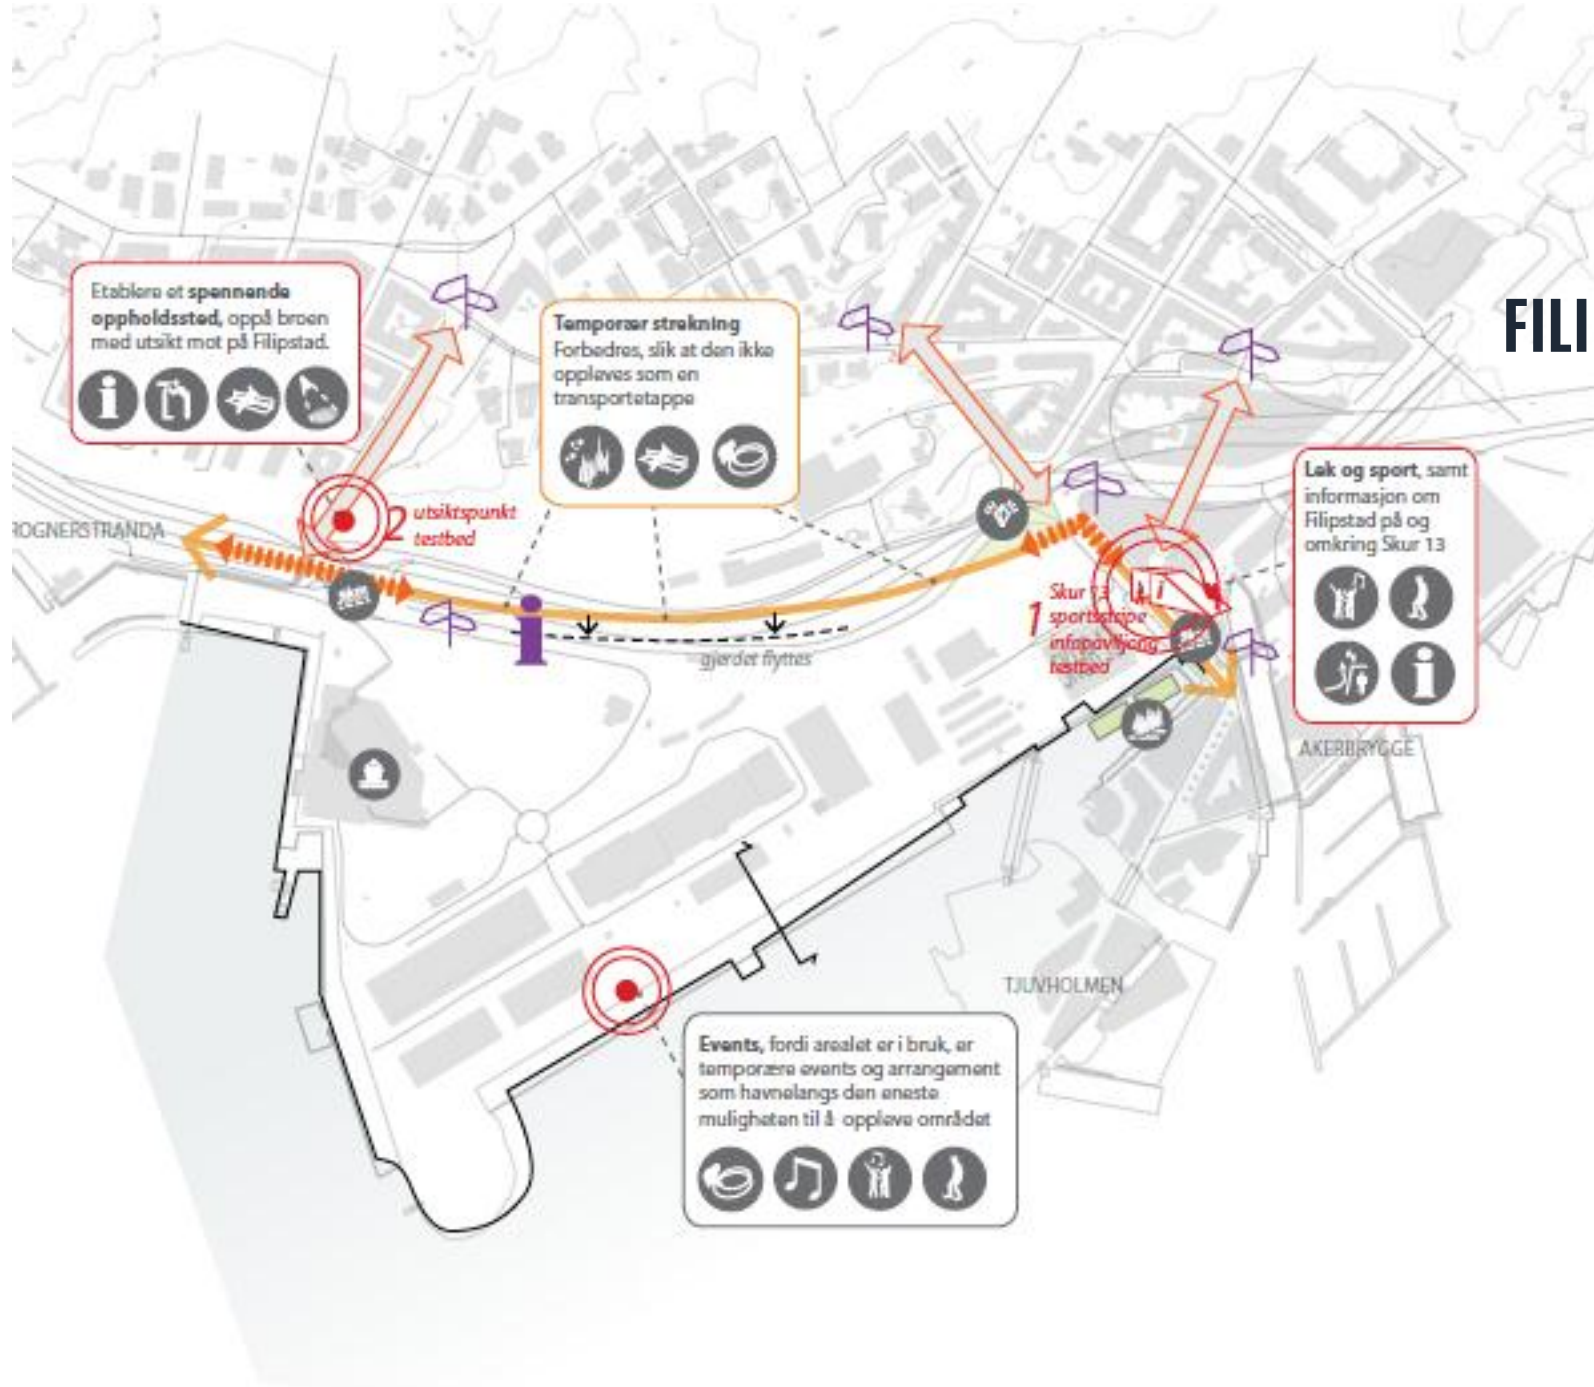 Etablere et spennende
oppholdssted, oppå broen
med utsikt mot på Filipstad.
Temporær strekning
Forbedres, slik at den ikke
oppleves som en
transportetappe
FILI
Lek og sport, samt
informasjon om
Filipstad på og
omkring Skur 13
ROGNERSTRANDA
2 utsiktspunkt
testbed
1 Skur 13
sportsstripe
infopaviljong
testbed
i
gjerdet flyttes
AKERBRYGGE
TJUVHOLMEN
Events, fordi arealet er i bruk, er
temporære events og arrangement
som havnelangs den eneste
muligheten til å oppleve området